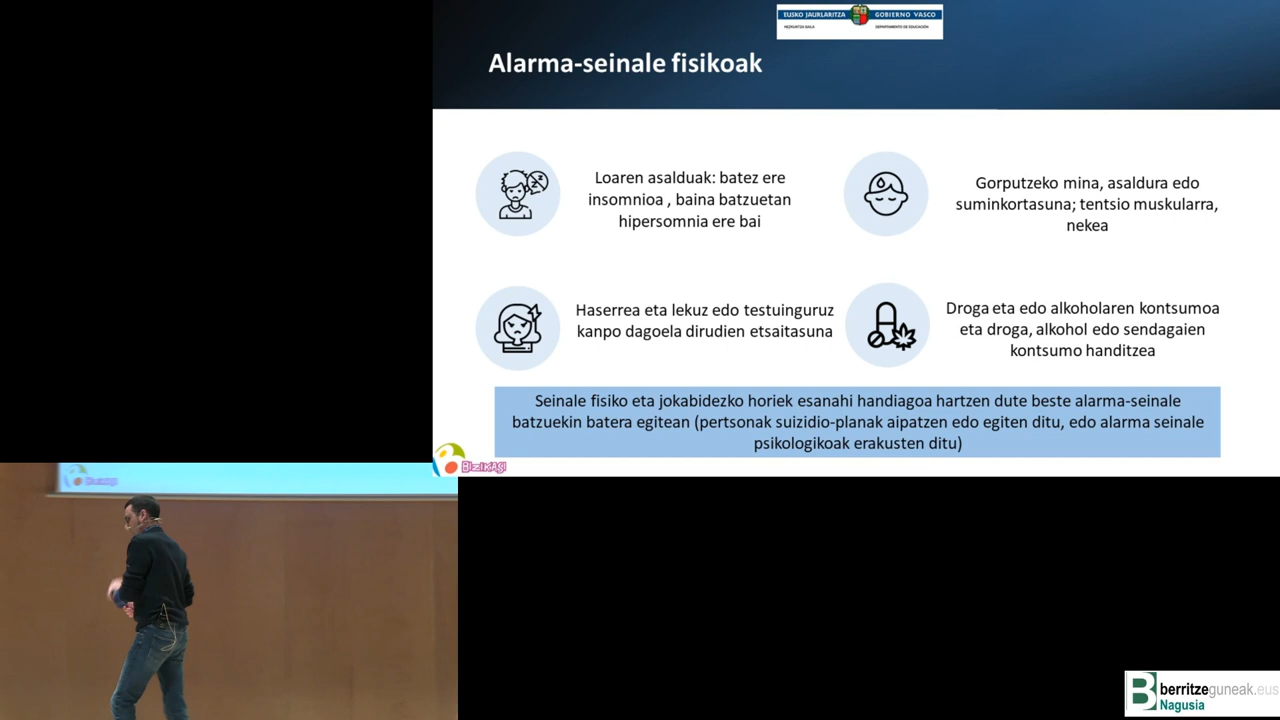 EUSKO JAURLARITZA
GOBIERNO VASCO
HEZKUNTZA SAILA
DEPARTAMENTO DE EDUCACIÓN
Alarma-seinale fisikoak
Loaren asalduak: batez ere
insomnioa , baina batzuetan
hipersomnia ere bai
Gorputzeko mina, asaldura edo
suminkortasuna; tentsio muskularra,
nekea
Haserrea eta lekuz edo testuinguruz
kanpo dagoela dirudien etsaitasuna
Droga eta edo alkoholaren kontsumoa
eta droga, alkohol edo sendagaien
kontsumo handitzea
Seinale fisiko eta jokabidezko horiek esanahi handiagoa hartzen dute beste alarma-seinale
batzuekin batera egitean (pertsonak suizidio-planak aipatzen edo egiten ditu, edo alarma seinale
psikologikoak erakusten ditu)
Bizikasi
Bizikasi
berritzeguneak.eus
Nagusia